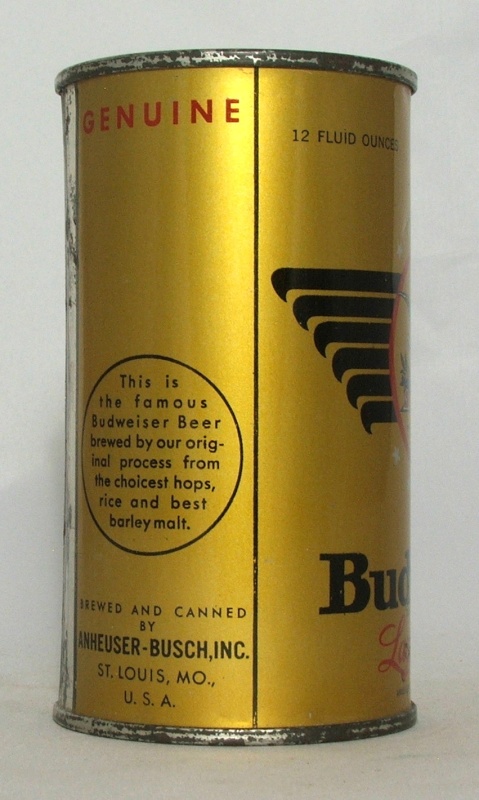 GENUINE
12 FLUID OUNCES
This is
the famous
Budweiser Beer
brewed by our orig-
inal process from
the choicest hops,
rice and best
barley malt.
Bud
BREWED AND CANNED
BY
ANHEUSER-BUSCH, INC.
ST. LOUIS, MO.,
U. S. A.